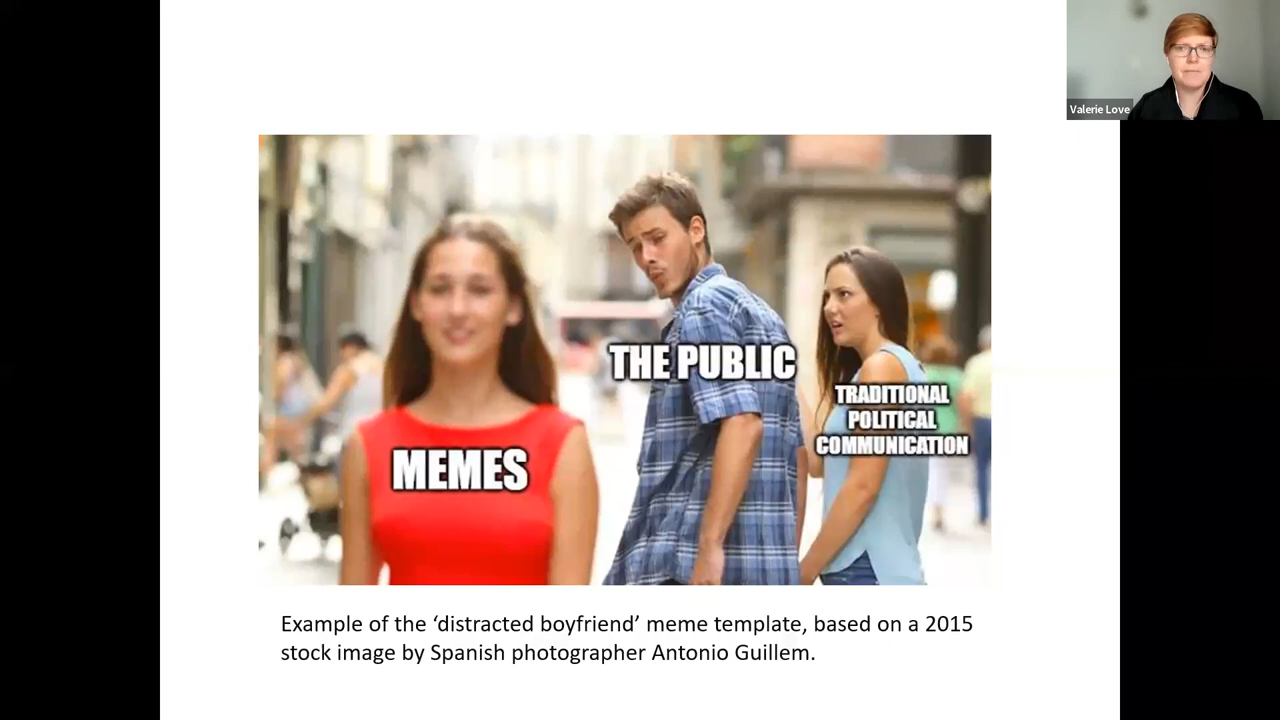 Valerie Love
THE PUBLIC
TRADITIONAL
POLITICAL
COMMUNICATION
MEMES
Example of the ‘distracted boyfriend’ meme template, based on a 2015
stock image by Spanish photographer Antonio Guillem.